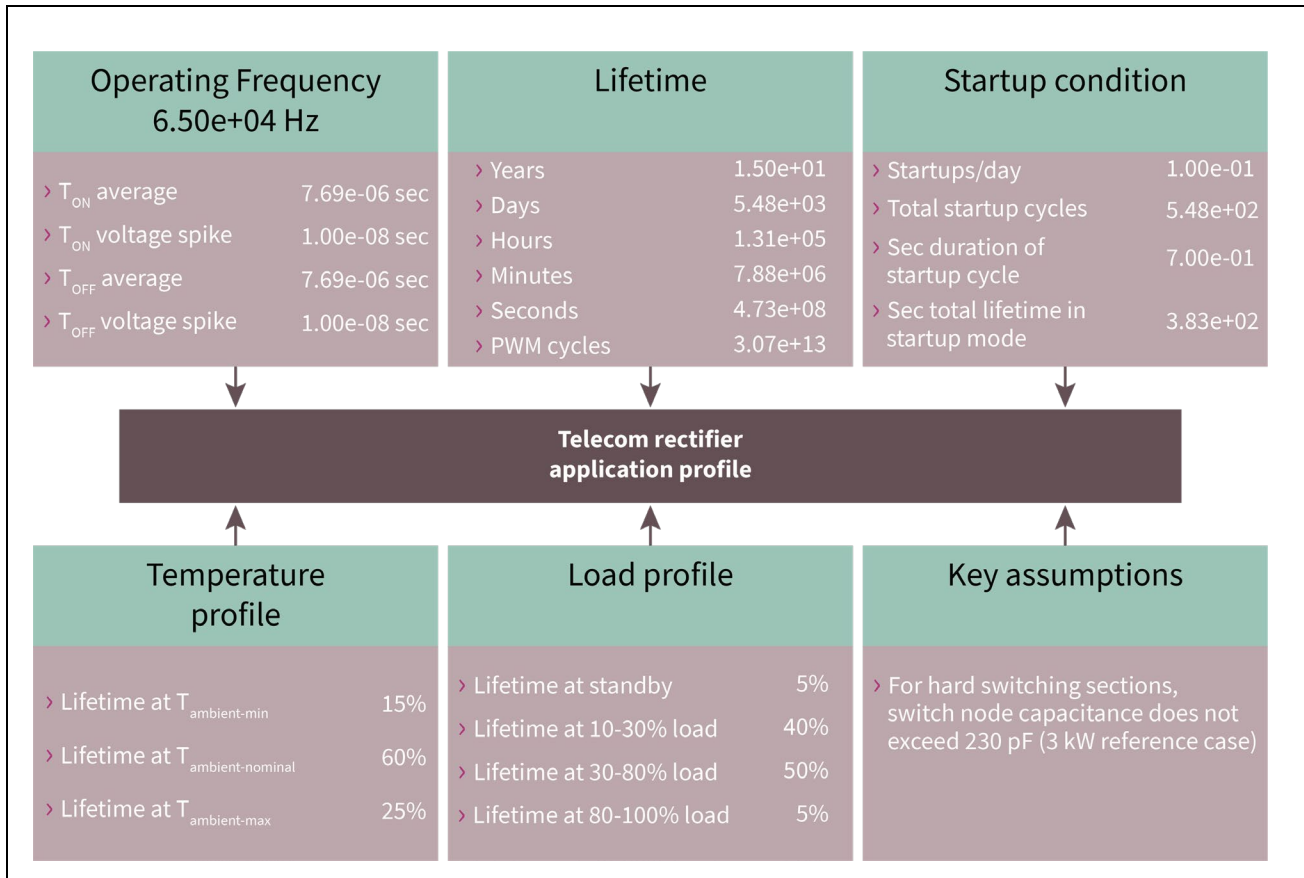 Operating Frequency
6.50e+04 Hz
› T_ON average 7.69e-06 sec
› T_ON voltage spike 1.00e-08 sec
› T_OFF average 7.69e-06 sec
› T_OFF voltage spike 1.00e-08 sec
Lifetime
› Years 1.50e+01
› Days 5.48e+03
› Hours 1.31e+05
› Minutes 7.88e+06
› Seconds 4.73e+08
› PWM cycles 3.07e+13
Startup condition
› Startups/day 1.00e-01
› Total startup cycles 5.48e+02
› Sec duration of
startup cycle 7.00e-01
› Sec total lifetime in
startup mode 3.83e+02
Telecom rectifier
application profile
Temperature
profile
› Lifetime at T_ambient-min 15%
› Lifetime at T_ambient-nominal 60%
› Lifetime at T_ambient-max 25%
Load profile
› Lifetime at standby 5%
› Lifetime at 10-30% load 40%
› Lifetime at 30-80% load 50%
› Lifetime at 80-100% load 5%
Key assumptions
› For hard switching sections,
switch node capacitance does not
exceed 230 pF (3 kW reference case)